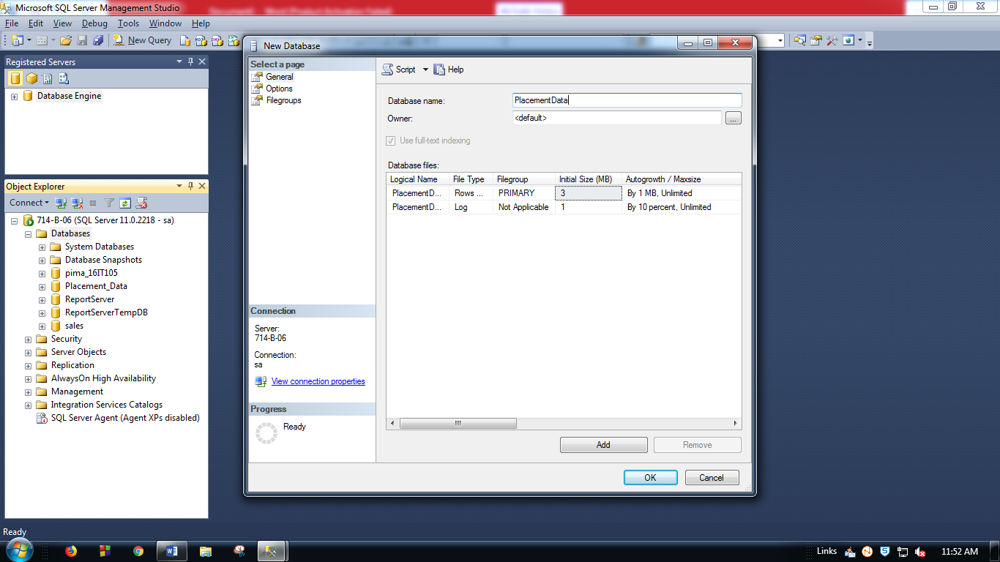 Microsoft SQL Server Management Studio
File Edit View Debug Tools Window Help
New Query
Registered Servers
Database Engine
Object Explorer
Connect
714-B-06 (SQL Server 11.0.2218 - sa)
Databases
System Databases
Database Snapshots
pima_16IT105
Placement_Data
ReportServer
ReportServerTempDB
sales
Security
Server Objects
Replication
AlwaysOn High Availability
Management
Integration Services Catalogs
SQL Server Agent (Agent XPs disabled)
New Database
Select a page
General
Options
Filegroups
Connection
Server:
714-B-06
Connection:
sa
View connection properties
Progress
Ready
Script Help
Database name: PlacementData
Owner: <default> ...
Use full-text indexing
Database files:
Logical Name File Type Filegroup Initial Size (MB) Autogrowth / Maxsize
PlacementD... Rows ... PRIMARY 3 By 1 MB, Unlimited
PlacementD... Log Not Applicable 1 By 10 percent, Unlimited
Add Remove
OK Cancel
Ready
Links 11:52 AM